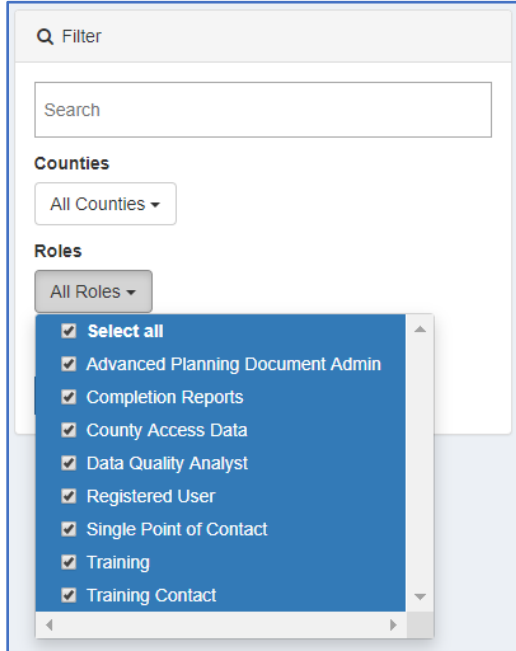 Filter
Search
Counties
All Counties
Roles
All Roles
Select all
Advanced Planning Document Admin
Completion Reports
County Access Data
Data Quality Analyst
Registered User
Single Point of Contact
Training
Training Contact